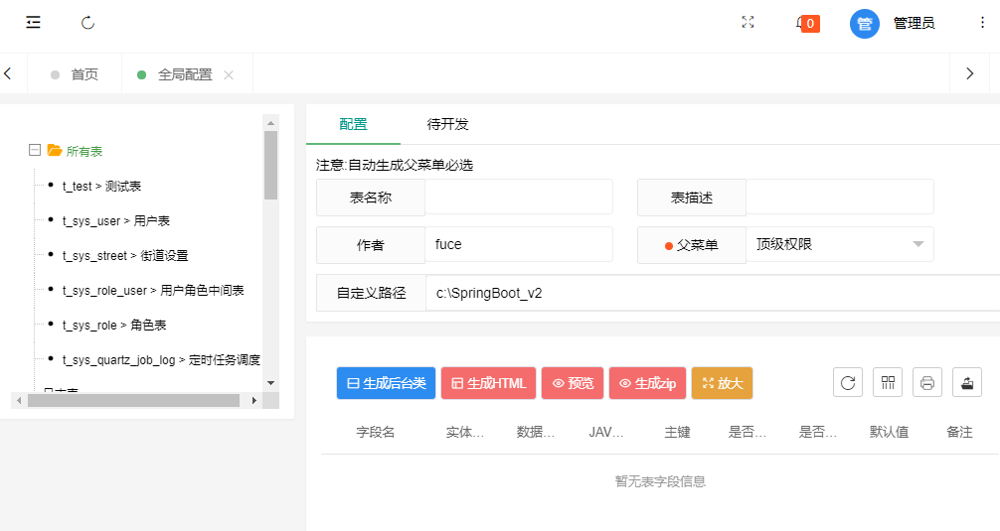 0
管
管理员
首页
全局配置
所有表
t_test > 测试表
t_sys_user > 用户表
t_sys_street > 街道设置
t_sys_role_user > 用户角色中间表
t_sys_role > 角色表
t_sys_quartz_job_log > 定时任务调度
配置
待开发
注意:自动生成父菜单必选
表名称
表描述
作者
fuce
父菜单
顶级权限
自定义路径
c:\SpringBoot_v2
生成后台类
生成HTML
预览
生成zip
放大
字段名
实体...
数据...
JAV...
主键
是否...
是否...
默认值
备注
暂无表字段信息